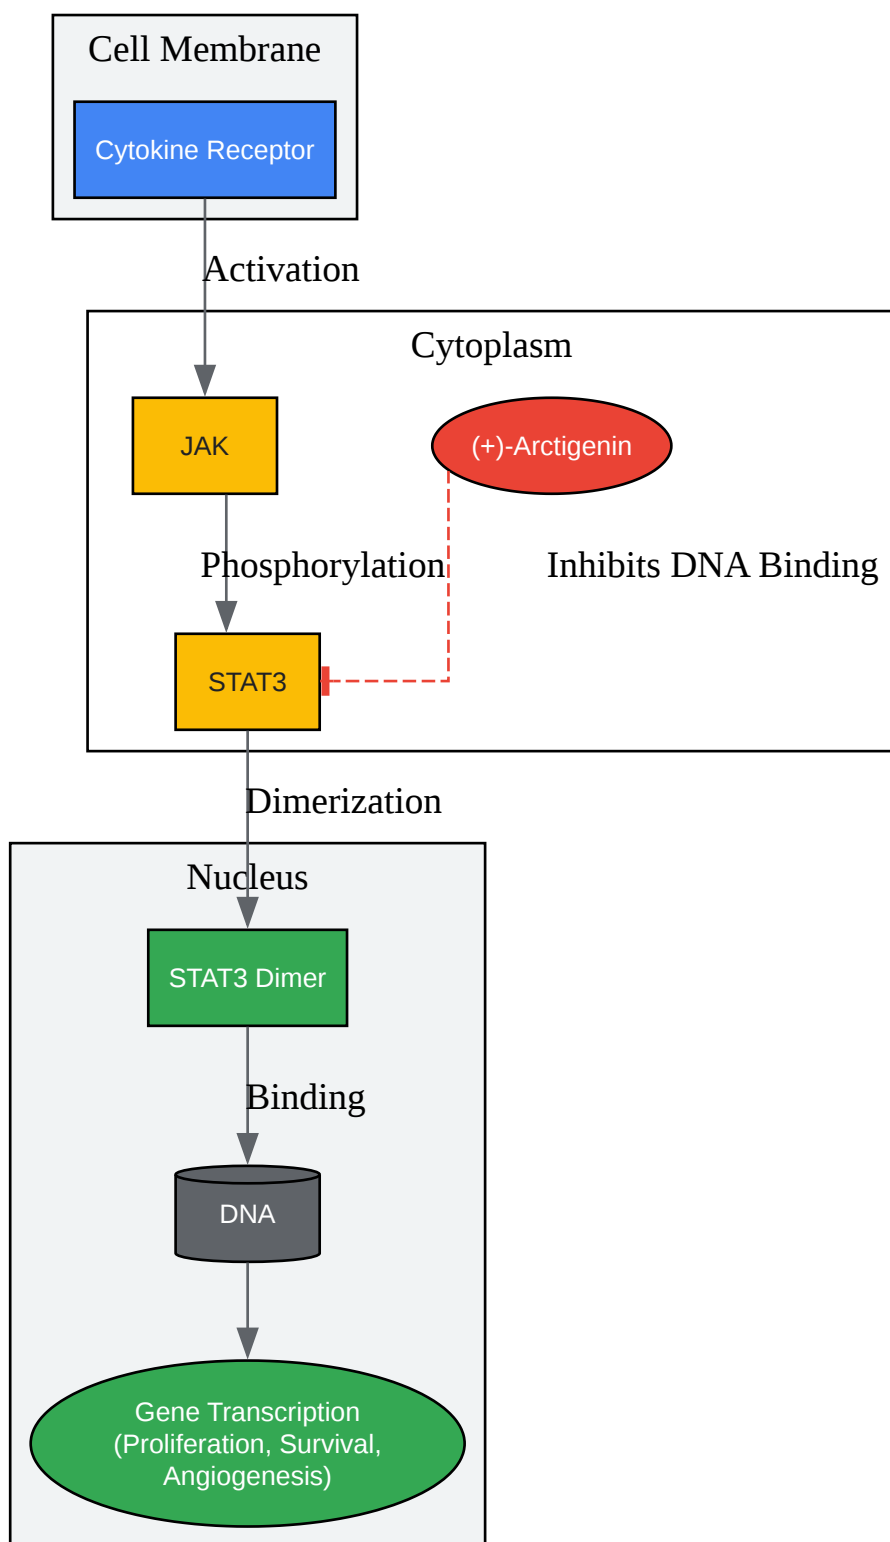 Cell Membrane
Cytokine Receptor
Activation
Cytoplasm
JAK
(+)-Arctigenin
Phosphorylation
Inhibits DNA Binding
STAT3
Dimerization
Nucleus
STAT3 Dimer
Binding
DNA
Gene Transcription
(Proliferation, Survival,
Angiogenesis)